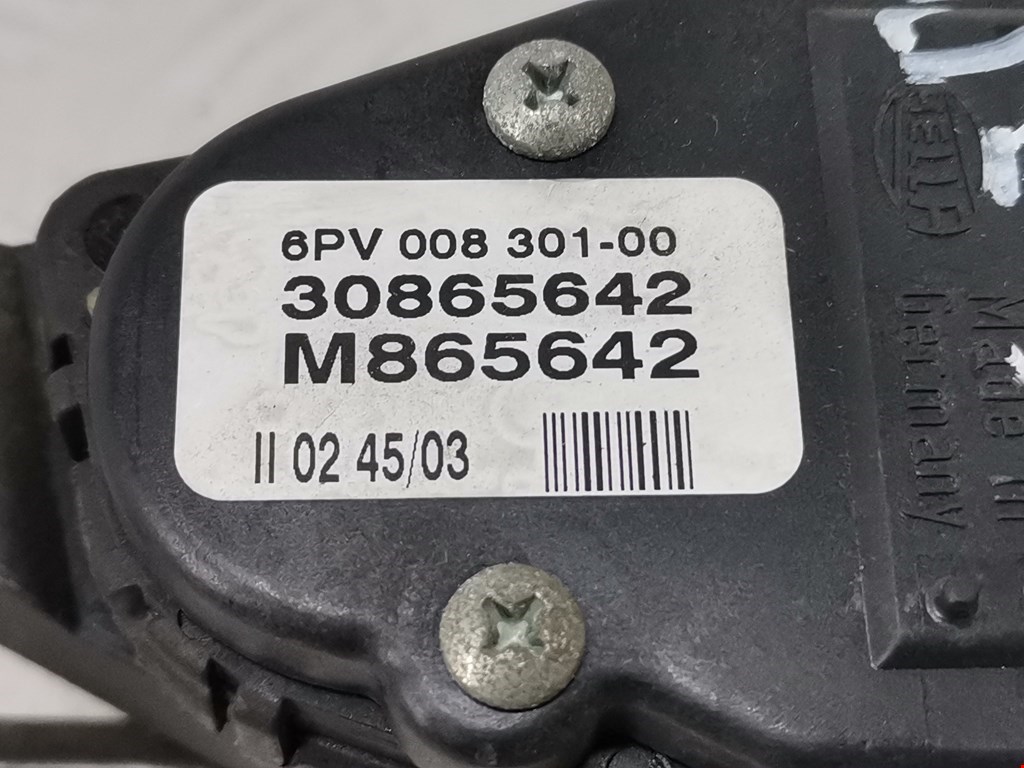 6PV 008 301-00
30865642
M865642
II 02 45/03
HELLA
Made in
Germany